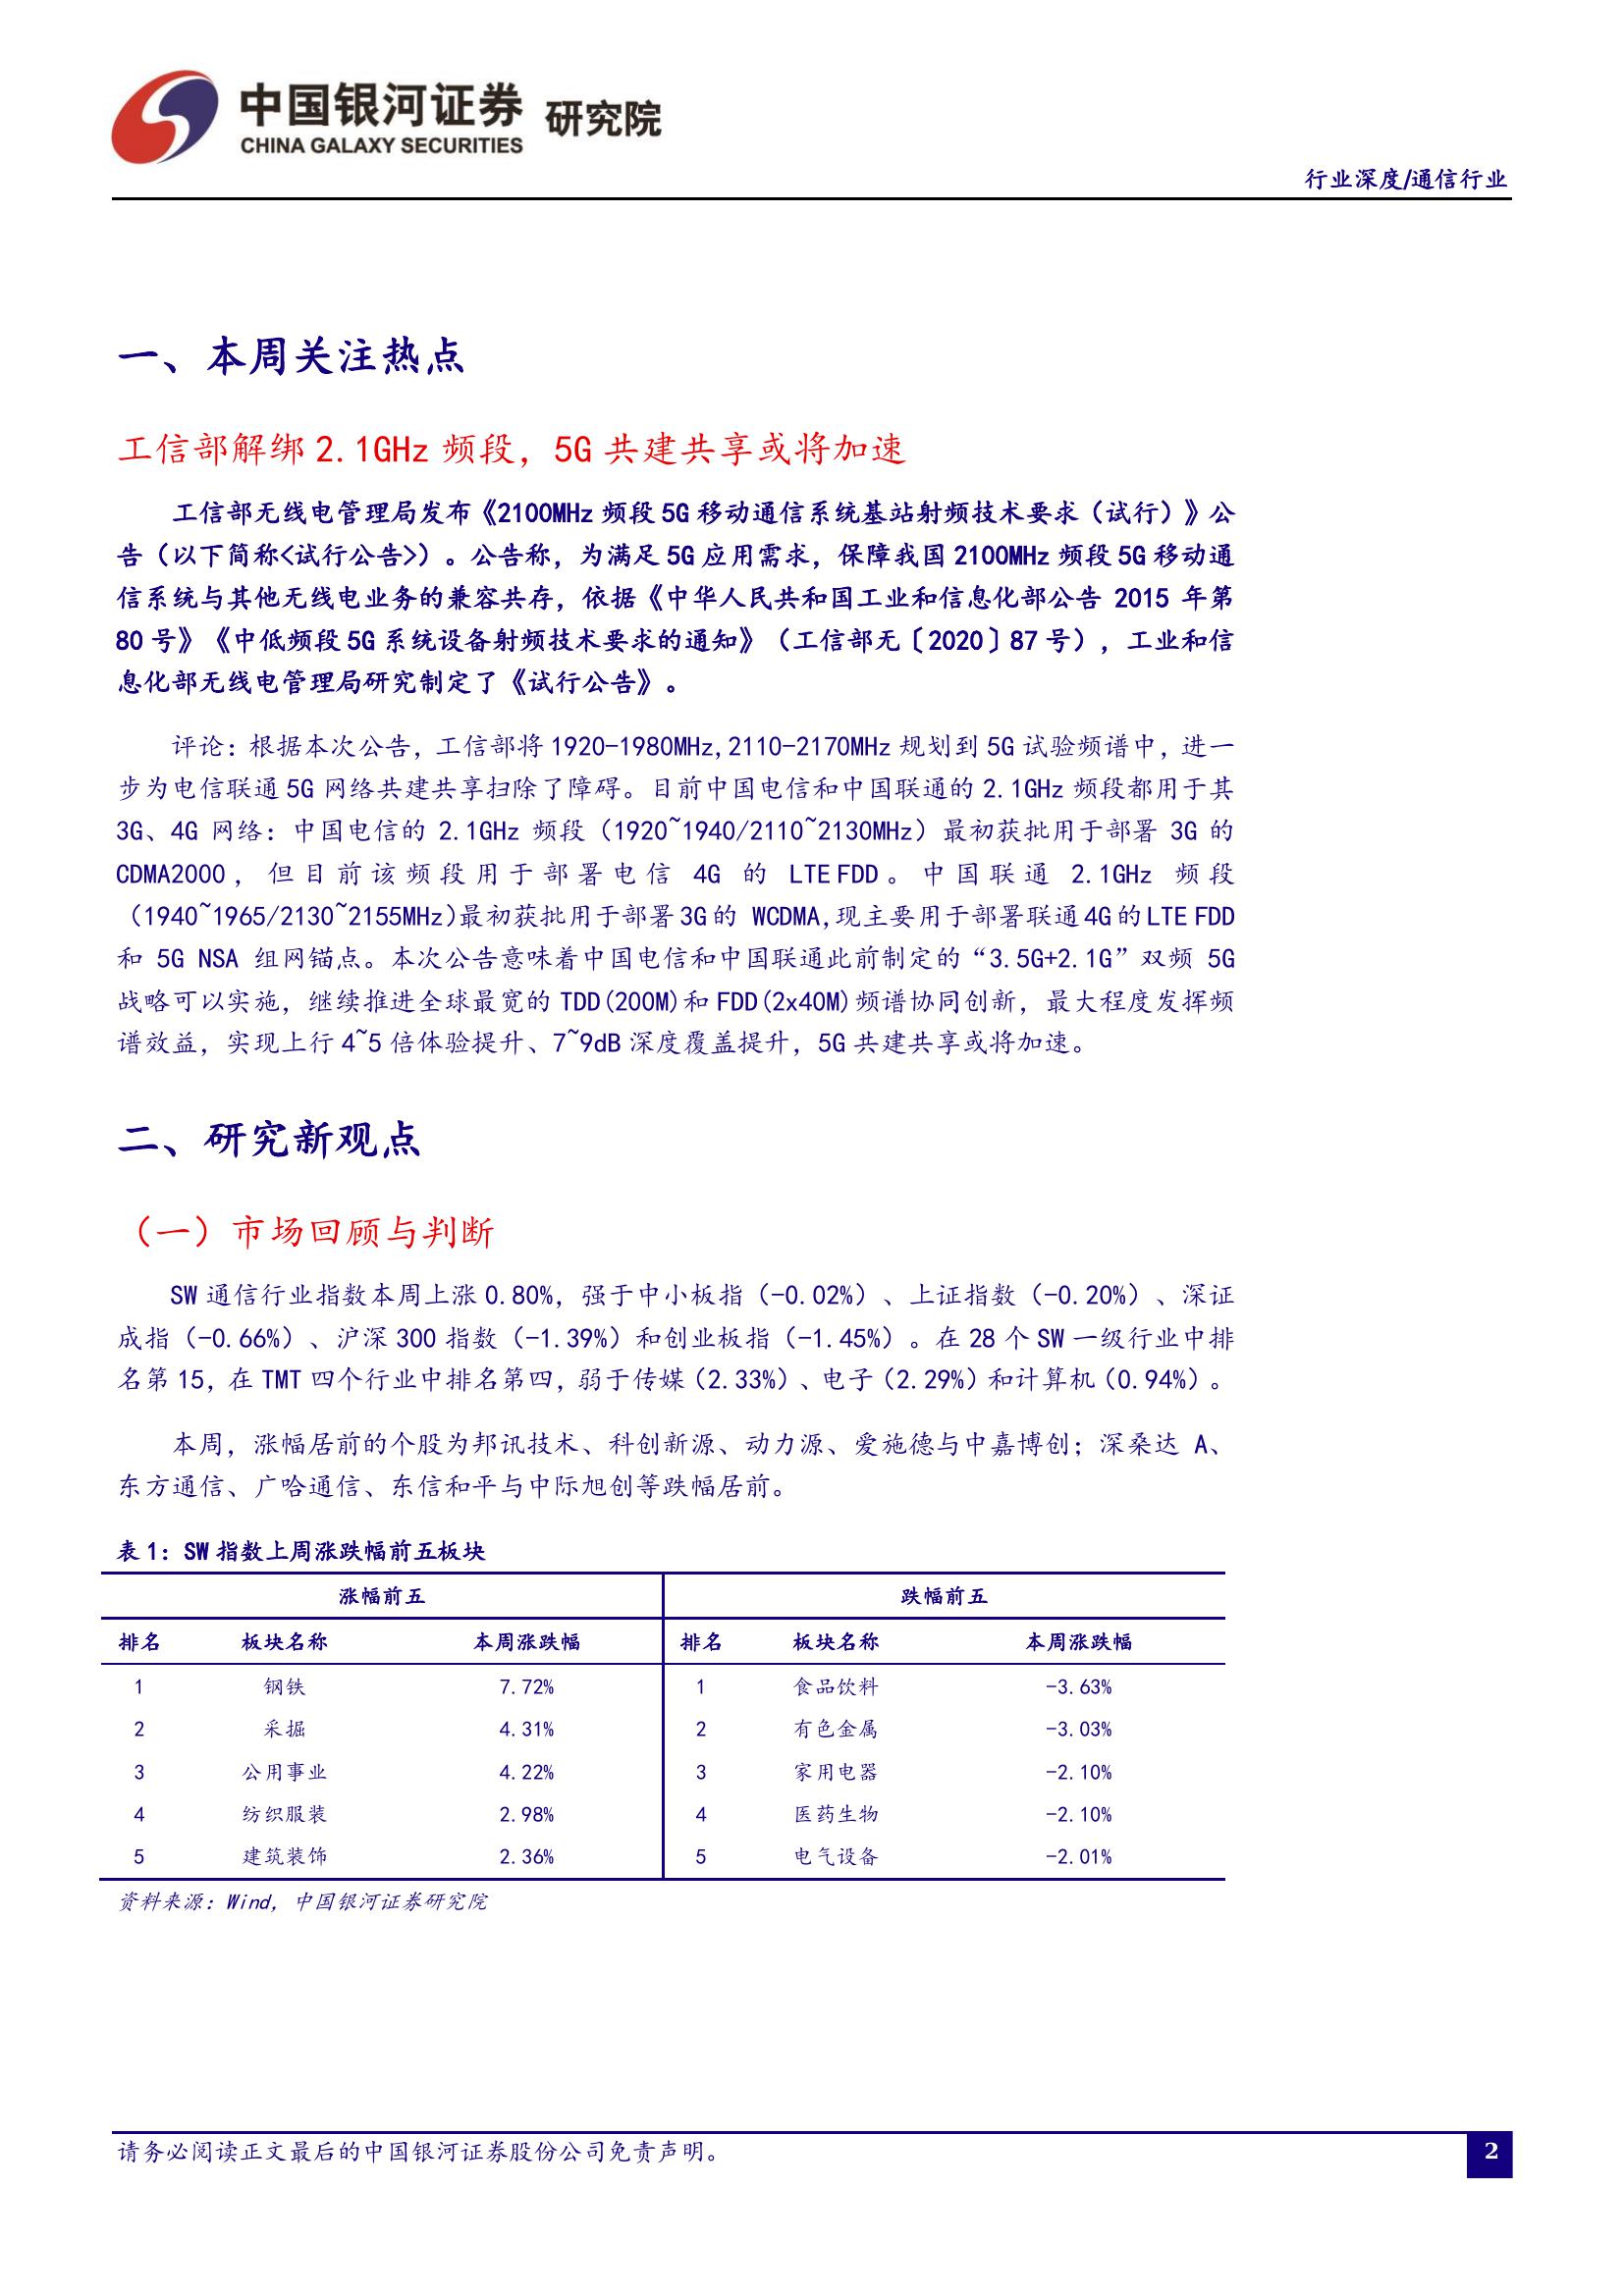 中国银河证券 研究院
CHINA GALAXY SECURITIES
行业深度/通信行业
一、本周关注热点
工信部解绑 2.1GHz 频段，5G 共建共享或将加速
工信部无线电管理局发布《2100MHz 频段 5G 移动通信系统基站射频技术要求（试行）》公
告（以下简称<试行公告>）。公告称，为满足 5G 应用需求，保障我国 2100MHz 频段 5G 移动通
信系统与其他无线电业务的兼容共存，依据《中华人民共和国工业和信息化部公告 2015 年第
80 号》《中低频段 5G 系统设备射频技术要求的通知》（工信部无〔2020〕87 号），工业和信
息化部无线电管理局研究制定了《试行公告》。
评论：根据本次公告，工信部将 1920-1980MHz,2110-2170MHz 规划到 5G 试验频谱中，进一
步为电信联通 5G 网络共建共享扫除了障碍。目前中国电信和中国联通的 2.1GHz 频段都用于其
3G、4G 网络：中国电信的 2.1GHz 频段（1920~1940/2110~2130MHz）最初获批用于部署 3G 的
CDMA2000，但目前该频段用于部署电信 4G 的 LTE FDD。中国联通 2.1GHz 频段
（1940~1965/2130~2155MHz)最初获批用于部署 3G 的 WCDMA,现主要用于部署联通 4G 的 LTE FDD
和 5G NSA 组网锚点。本次公告意味着中国电信和中国联通此前制定的“3.5G+2.1G”双频 5G
战略可以实施，继续推进全球最宽的 TDD(200M)和 FDD(2x40M)频谱协同创新，最大程度发挥频
谱效益，实现上行 4~5 倍体验提升、7~9dB 深度覆盖提升，5G 共建共享或将加速。
二、研究新观点
（一）市场回顾与判断
SW 通信行业指数本周上涨 0.80%，强于中小板指（-0.02%）、上证指数（-0.20%）、深证
成指（-0.66%）、沪深 300 指数（-1.39%）和创业板指（-1.45%）。在 28 个 SW 一级行业中排
名第 15，在 TMT 四个行业中排名第四，弱于传媒（2.33%）、电子（2.29%）和计算机（0.94%）。
本周，涨幅居前的个股为邦讯技术、科创新源、动力源、爱施德与中嘉博创；深桑达 A、
东方通信、广哈通信、东信和平与中际旭创等跌幅居前。
表 1：SW 指数上周涨跌幅前五板块
涨幅前五 跌幅前五
排名 板块名称 本周涨跌幅 排名 板块名称 本周涨跌幅
1 钢铁 7.72% 1 食品饮料 -3.63%
2 采掘 4.31% 2 有色金属 -3.03%
3 公用事业 4.22% 3 家用电器 -2.10%
4 纺织服装 2.98% 4 医药生物 -2.10%
5 建筑装饰 2.36% 5 电气设备 -2.01%
资料来源：Wind，中国银河证券研究院
请务必阅读正文最后的中国银河证券股份公司免责声明。
2